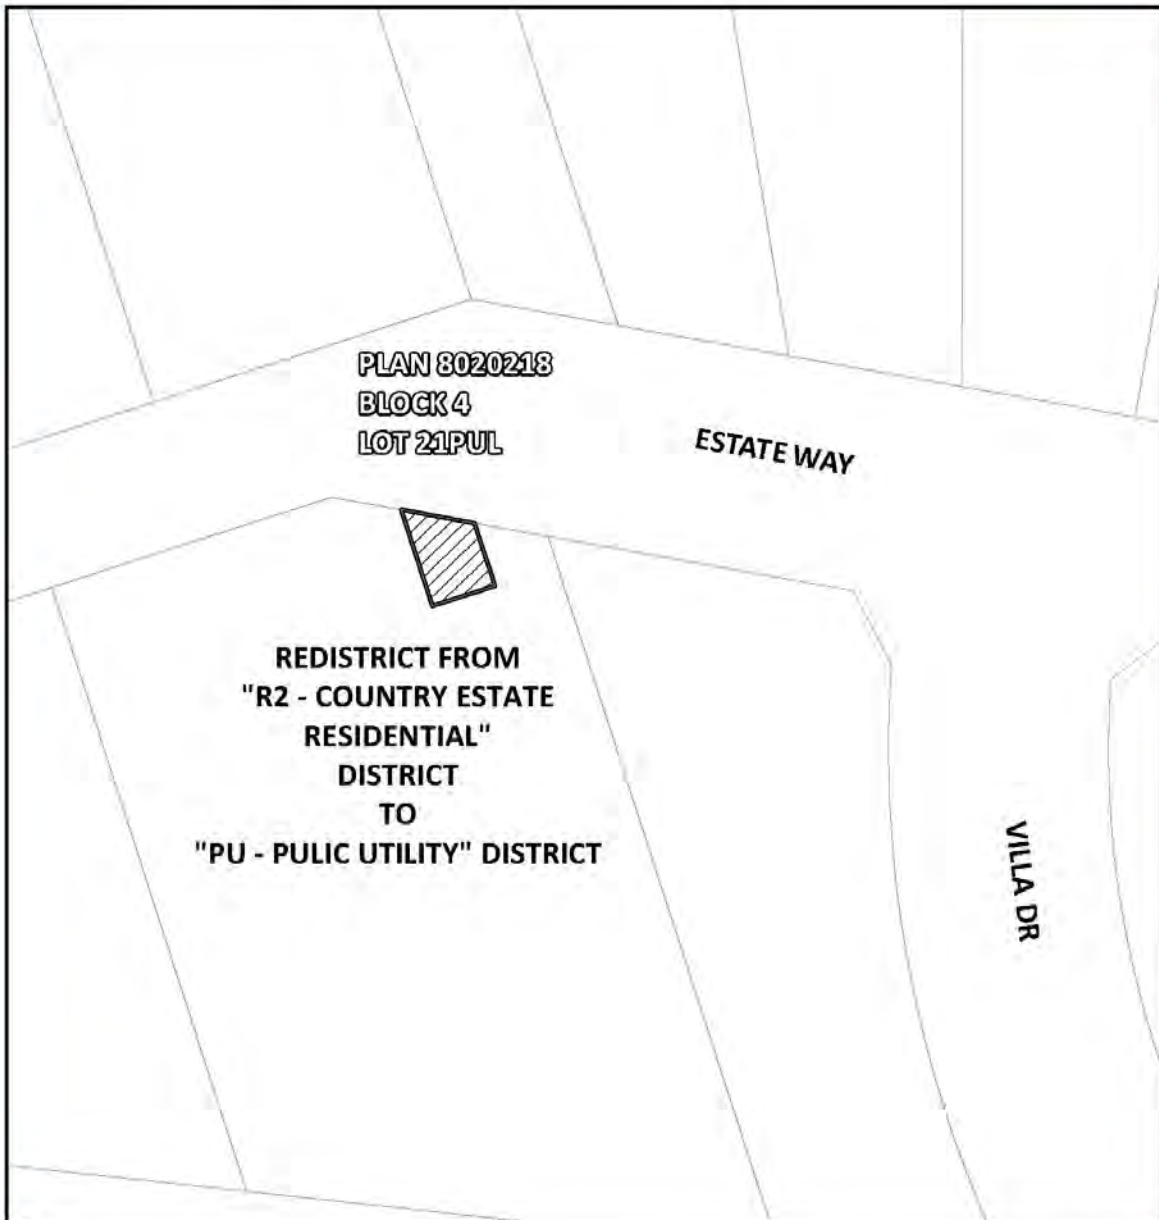 PLAN 8020218
BLOCK 4
LOT 21PUL
ESTATE WAY
REDISTRICT FROM
"R2 - COUNTRY ESTATE
RESIDENTIAL"
DISTRICT
TO
"PU - PULIC UTILITY" DISTRICT
VILLA DR